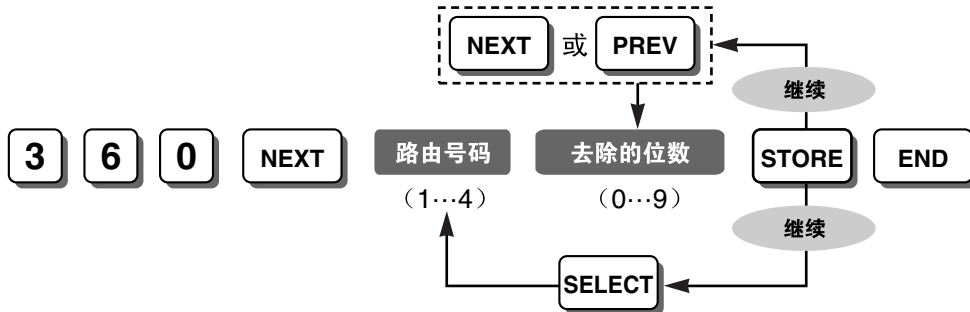 NEXT 或 PREV
继续
3 6 0 NEXT 路由号码 去除的位数 STORE END
（1…4） （0…9）
继续
SELECT